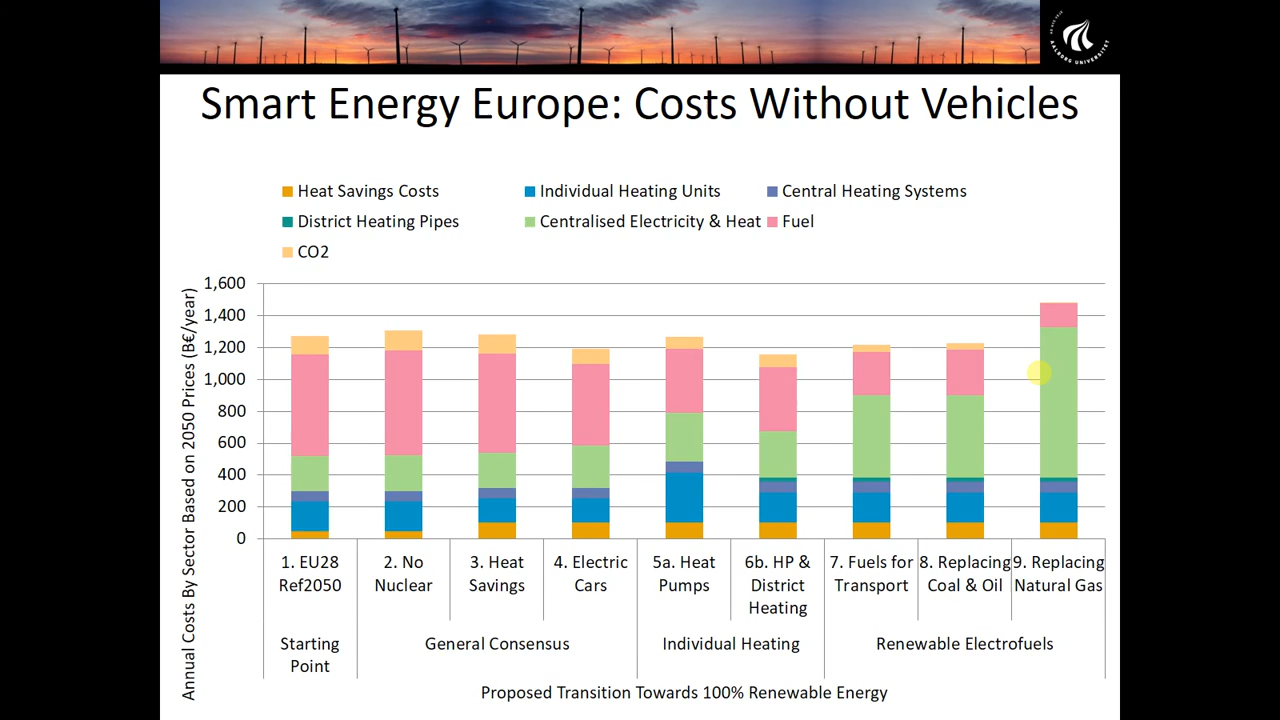 AALBORG UNIVERSITET
Smart Energy Europe: Costs Without Vehicles
Heat Savings Costs
Individual Heating Units
Central Heating Systems
District Heating Pipes
Centralised Electricity & Heat
Fuel
CO2
Annual Costs By Sector Based on 2050 Prices (B€/year)
1,600
1,400
1,200
1,000
800
600
400
200
0
1. EU28
Ref2050
2. No
Nuclear
3. Heat
Savings
4. Electric
Cars
5a. Heat
Pumps
6b. HP &
District
Heating
7. Fuels for
Transport
8. Replacing
Coal & Oil
9. Replacing
Natural Gas
Starting
Point
General Consensus
Individual Heating
Renewable Electrofuels
Proposed Transition Towards 100% Renewable Energy